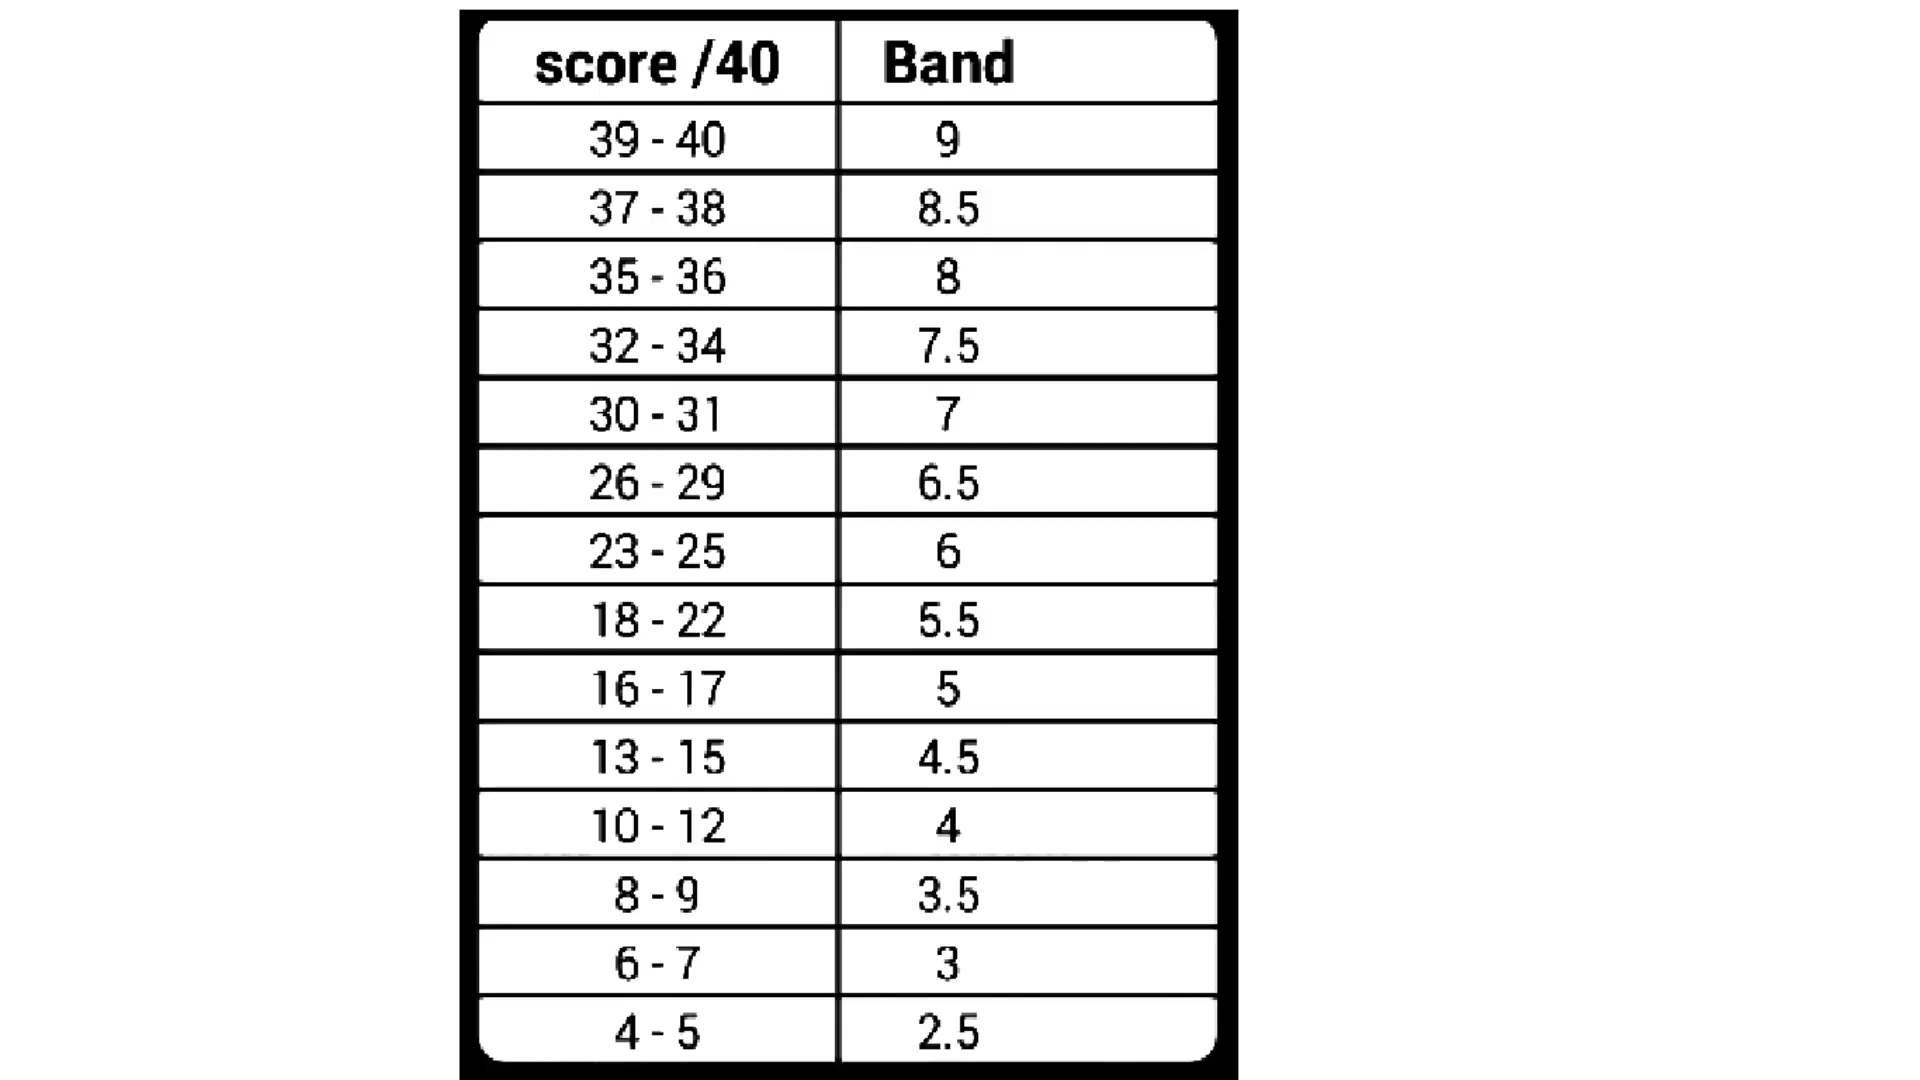 score /40 Band
39 - 40 9
37 - 38 8.5
35 - 36 8
32 - 34 7.5
30 - 31 7
26 - 29 6.5
23 - 25 6
18 - 22 5.5
16 - 17 5
13 - 15 4.5
10 - 12 4
8 - 9 3.5
6 - 7 3
4 - 5 2.5